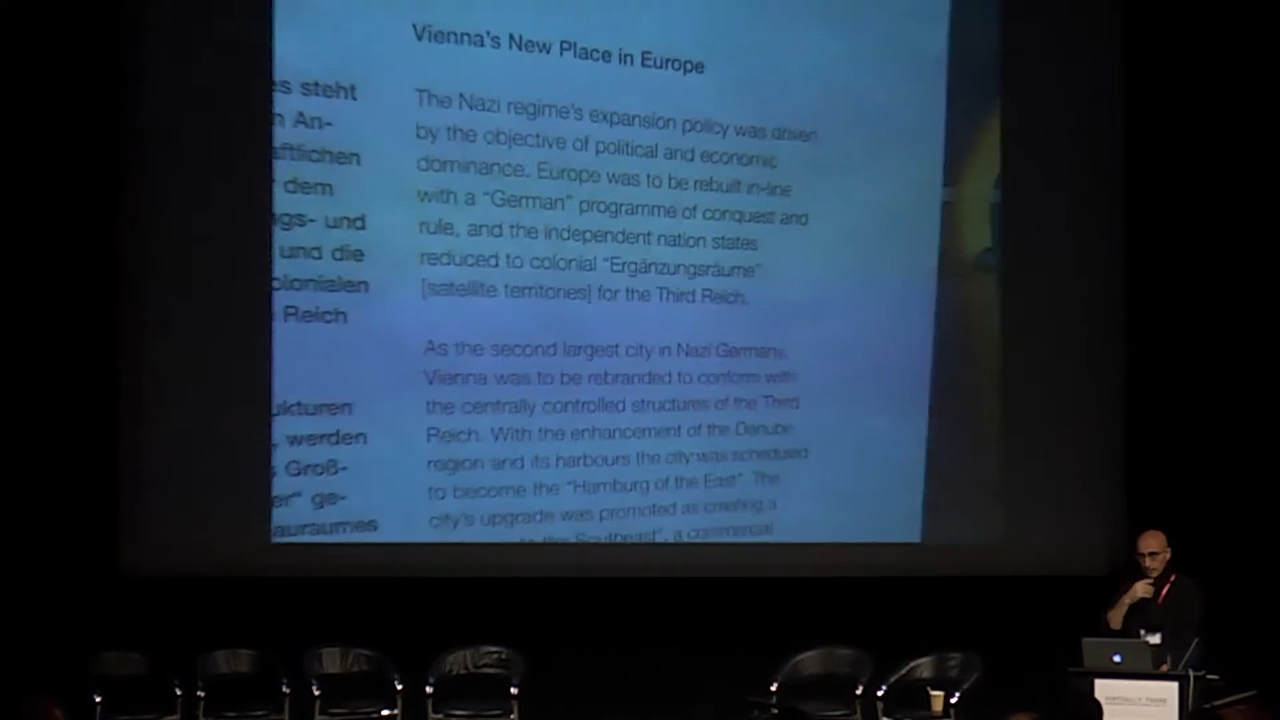 Vienna's New Place in Europe
The Nazi regime's expansion policy was driven
by the objective of political and economic
dominance. Europe was to be rebuilt in-line
with a "German" programme of conquest and
rule, and the independent nation states
reduced to colonial "Ergänzungsräume"
[satellite territories] for the Third Reich.
As the second largest city in Nazi Germany,
Vienna was to be rebranded to conform with
the centrally controlled structures of the Third
Reich. With the enhancement of the Danube
region and its harbours the city was scheduled
to become the "Hamburg of the East". The
city's upgrade was promoted as creating a
Southeast", a commercial
es steht
n An-
aftlichen
dem
gs- und
und die
olonialen
Reich
ukturen
, werden
Groß-
er" ge-
auraumes